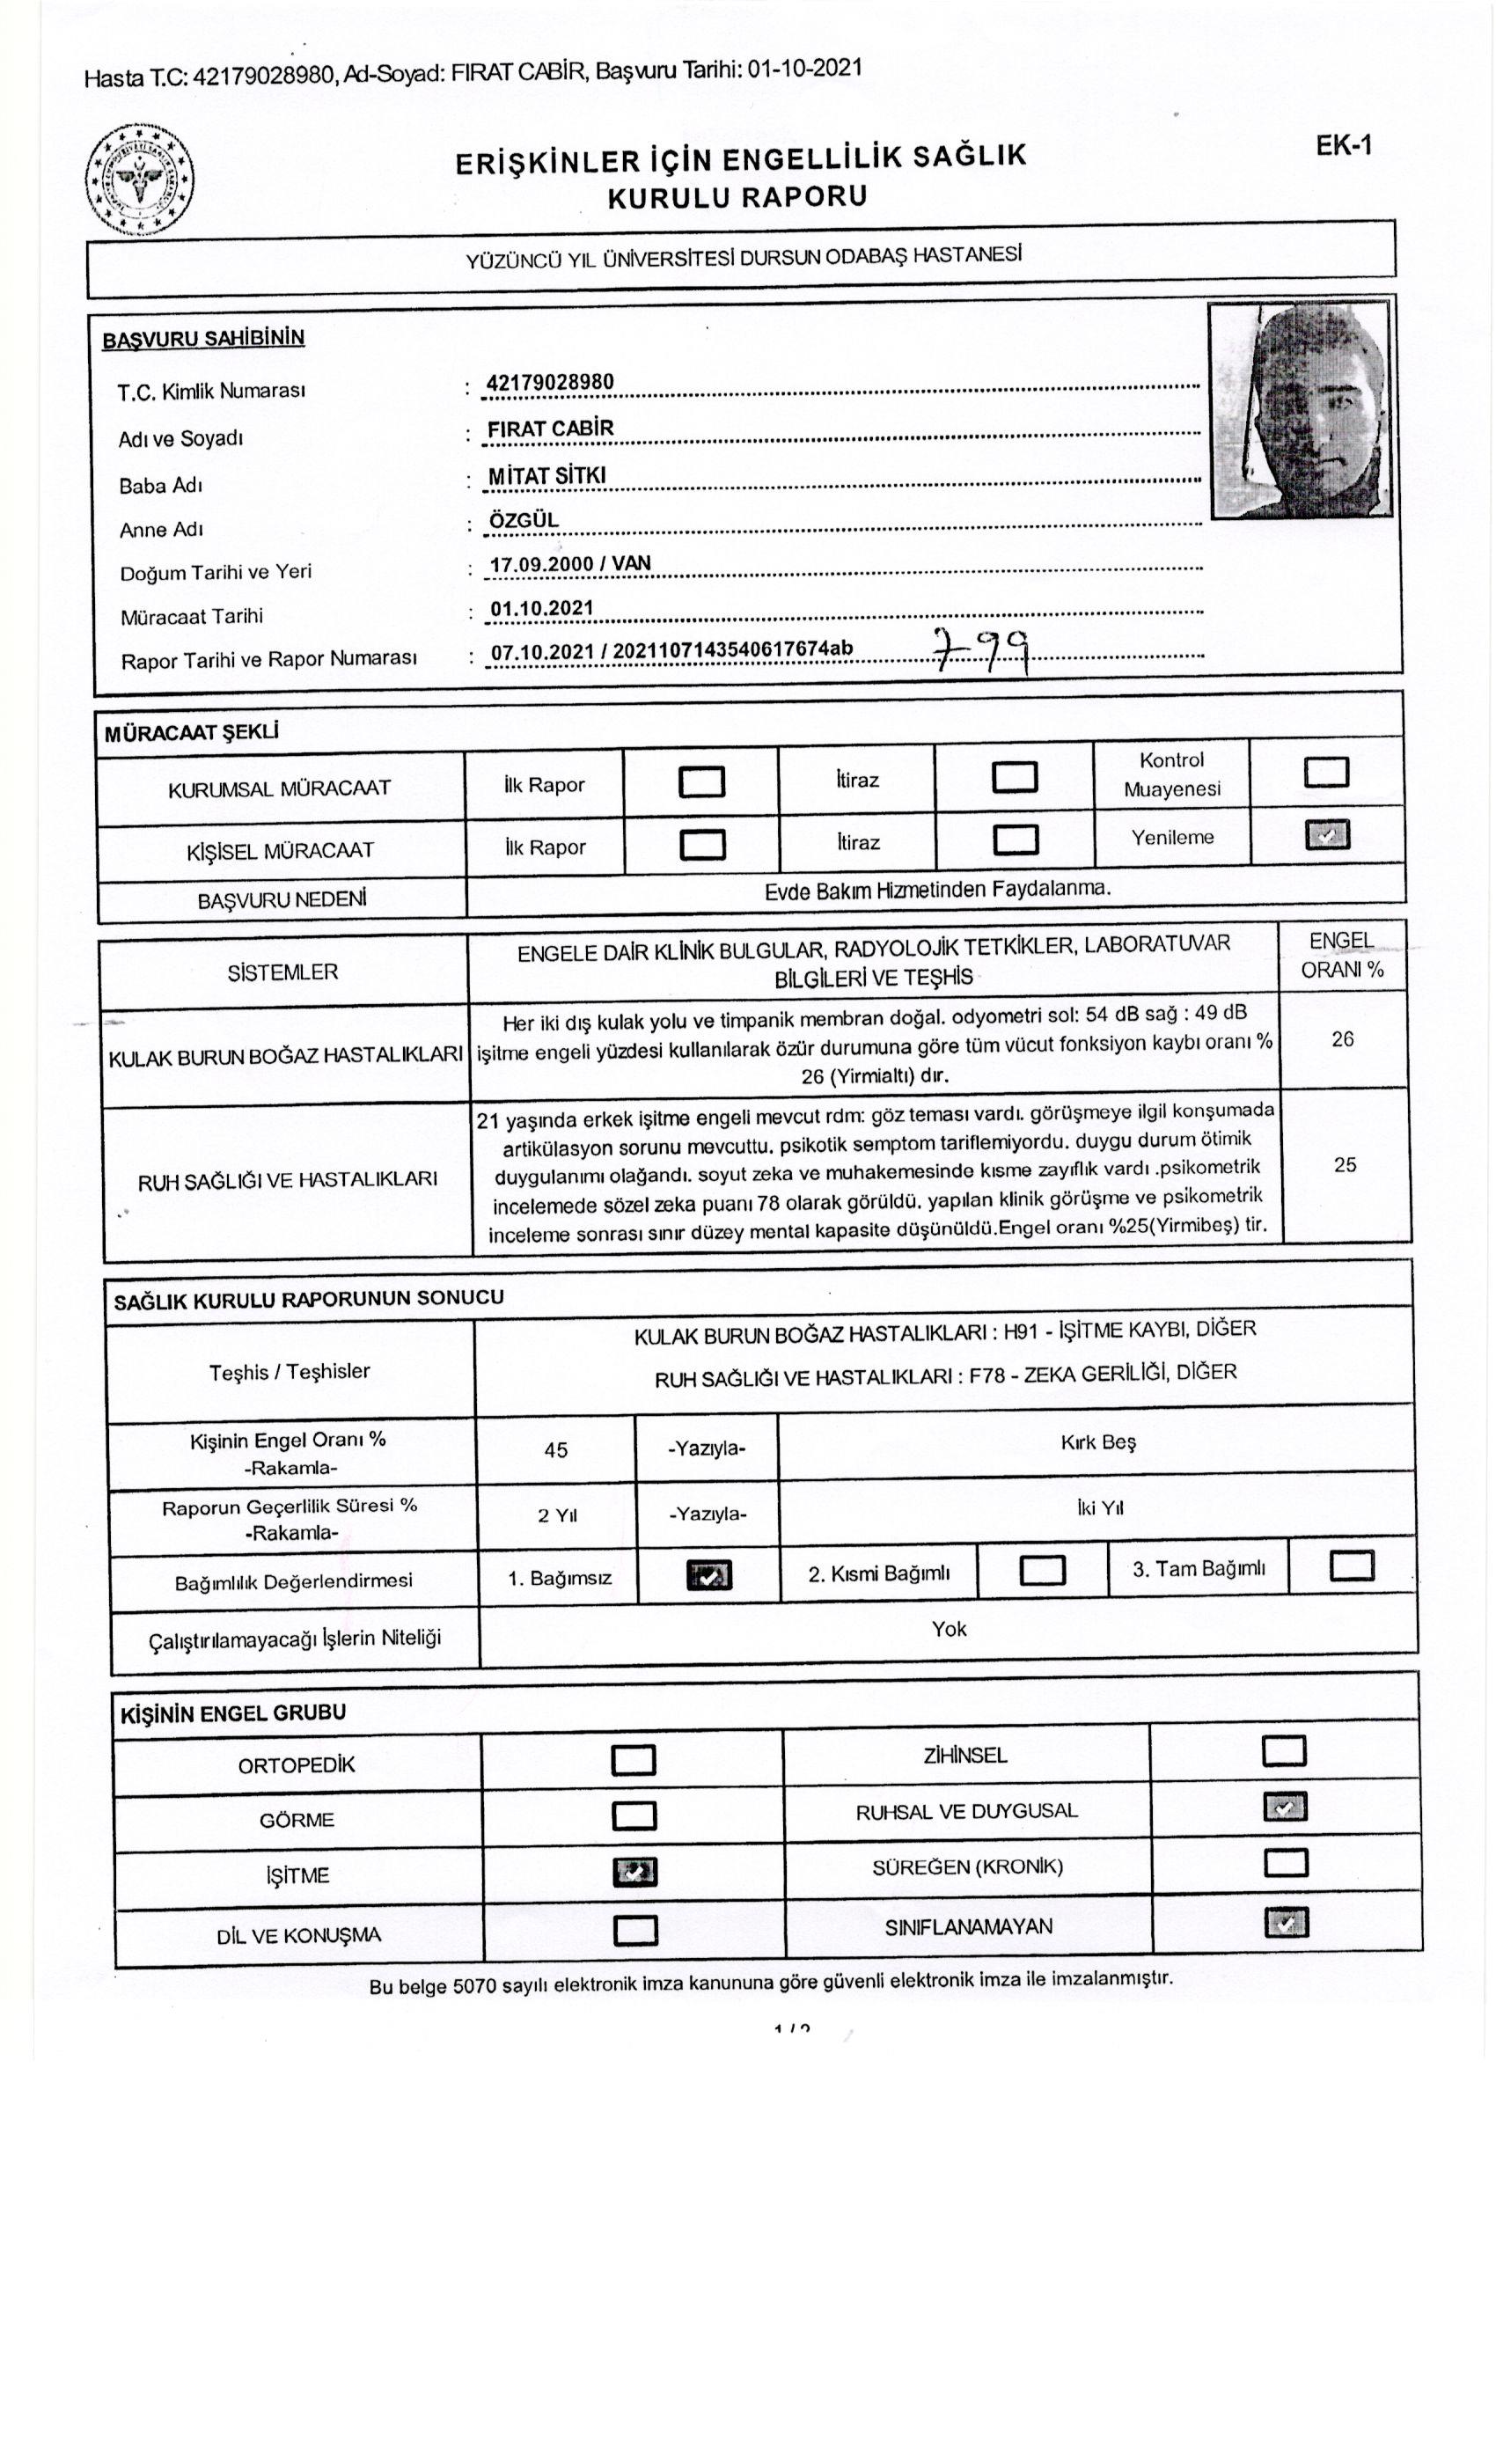 Hasta T.C: 42179028980, Ad-Soyad: FIRAT CABİR, Başvuru Tarihi: 01-10-2021
EK-1
ERİŞKİNLER İÇİN ENGELLİLİK SAĞLIK
KURULU RAPORU
YÜZÜNCÜ YIL ÜNİVERSİTESİ DURSUN ODABAŞ HASTANESİ
BAŞVURU SAHİBİNİN
T.C. Kimlik Numarası : 42179028980
Adı ve Soyadı : FIRAT CABİR
Baba Adı : MİTAT SİTKI
Anne Adı : ÖZGÜL
Doğum Tarihi ve Yeri : 17.09.2000 / VAN
Müracaat Tarihi : 01.10.2021
Rapor Tarihi ve Rapor Numarası : 07.10.2021 / 2021107143540617674ab 799
MÜRACAAT ŞEKLİ
KURUMSAL MÜRACAAT İlk Rapor İtiraz Kontrol
Muayenesi
KİŞİSEL MÜRACAAT İlk Rapor İtiraz Yenileme
BAŞVURU NEDENİ Evde Bakım Hizmetinden Faydalanma.
SİSTEMLER
ENGELE DAİR KLİNİK BULGULAR, RADYOLOJİK TETKİKLER, LABORATUVAR
BİLGİLERİ VE TEŞHİS
ENGEL
ORANI %
KULAK BURUN BOĞAZ HASTALIKLARI
Her iki dış kulak yolu ve timpanik membran doğal. odyometri sol: 54 dB sağ : 49 dB
işitme engeli yüzdesi kullanılarak özür durumuna göre tüm vücut fonksiyon kaybı oranı %
26 (Yirmialtı) dır.
26
RUH SAĞLIĞI VE HASTALIKLARI
21 yaşında erkek işitme engeli mevcut rdm: göz teması vardı. görüşmeye ilgil konşumada
artikülasyon sorunu mevcuttu. psikotik semptom tariflemiyordu. duygu durum ötimik
duygulanımı olağandı. soyut zeka ve muhakemesinde kısme zayıflık vardı .psikometrik
incelemede sözel zeka puanı 78 olarak görüldü. yapılan klinik görüşme ve psikometrik
inceleme sonrası sınır düzey mental kapasite düşünüldü.Engel oranı %25(Yirmibeş) tir.
25
SAĞLIK KURULU RAPORUNUN SONUCU
Teşhis / Teşhisler
KULAK BURUN BOĞAZ HASTALIKLARI : H91 - İŞİTME KAYBI, DİĞER
RUH SAĞLIĞI VE HASTALIKLARI : F78 - ZEKA GERİLİĞİ, DİĞER
Kişinin Engel Oranı %
-Rakamla-
45 -Yazıyla- Kırk Beş
Raporun Geçerlilik Süresi %
-Rakamla-
2 Yıl -Yazıyla- İki Yıl
Bağımlılık Değerlendirmesi 1. Bağımsız 2. Kısmi Bağımlı 3. Tam Bağımlı
Çalıştırılamayacağı İşlerin Niteliği Yok
KİŞİNİN ENGEL GRUBU
ORTOPEDİK ZİHİNSEL
GÖRME RUHSAL VE DUYGUSAL
İŞİTME SÜREĞEN (KRONİK)
DİL VE KONUŞMA SINIFLANAMAYAN
Bu belge 5070 sayılı elektronik imza kanununa göre güvenli elektronik imza ile imzalanmıştır.